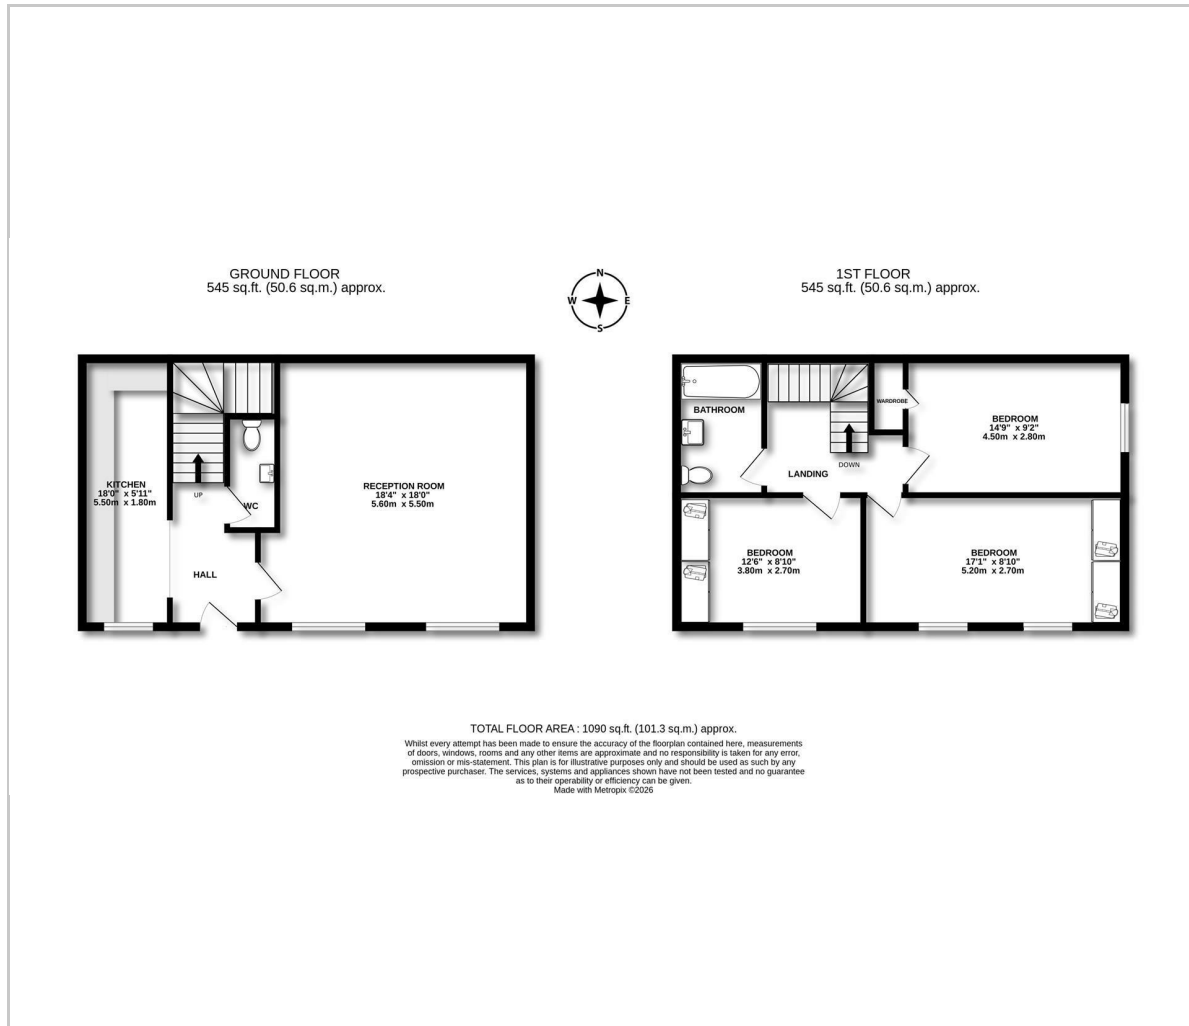 GROUND FLOOR
545 sq.ft. (50.6 sq.m.) approx.
1ST FLOOR
545 sq.ft. (50.6 sq.m.) approx.
N
W
E
S
KITCHEN
18'0" x 5'11"
5.50m x 1.80m
UP
WC
HALL
RECEPTION ROOM
18'4" x 18'0"
5.60m x 5.50m
BATHROOM
WARDROBE
BEDROOM
14'9" x 9'2"
4.50m x 2.80m
DOWN
LANDING
BEDROOM
12'6" x 8'10"
3.80m x 2.70m
BEDROOM
17'1" x 8'10"
5.20m x 2.70m
TOTAL FLOOR AREA : 1090 sq.ft. (101.3 sq.m.) approx.
Whilst every attempt has been made to ensure the accuracy of the floorplan contained here, measurements
of doors, windows, rooms and any other items are approximate and no responsibility is taken for any error,
omission or mis-statement. This plan is for illustrative purposes only and should be used as such by any
prospective purchaser. The services, systems and appliances shown have not been tested and no guarantee
as to their operability or efficiency can be given.
Made with Metropix ©2026